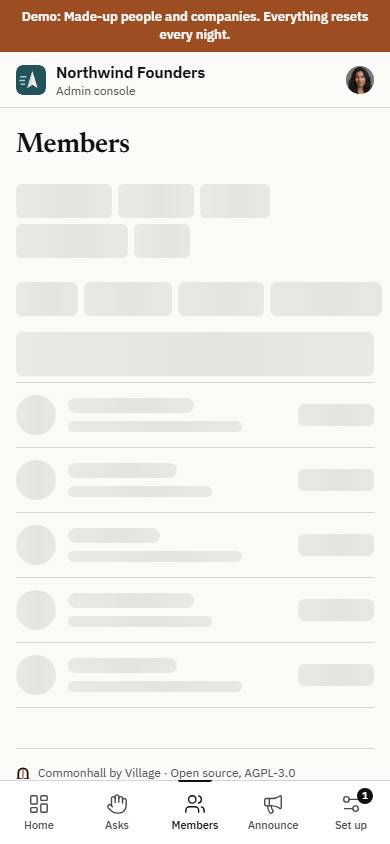 Demo: Made-up people and companies. Everything resets
every night.
Northwind Founders
Admin console
Members
Commonhall by Village · Open source, AGPL-3.0
1
Home
Asks
Members
Announce
Set up